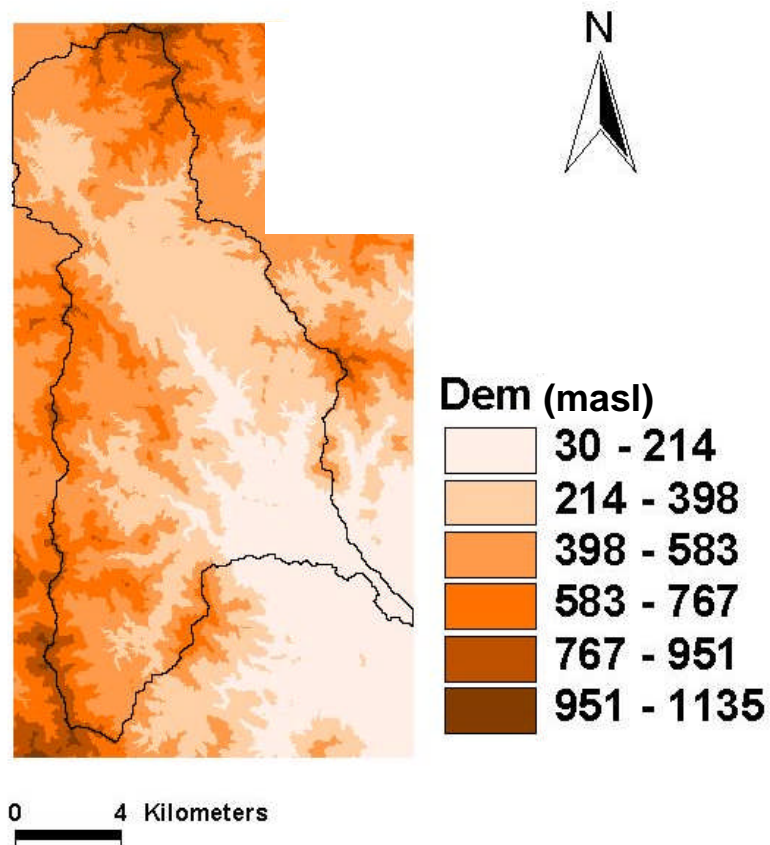 N
Dem (masl)
30 - 214
214 - 398
398 - 583
583 - 767
767 - 951
951 - 1135
0 4 Kilometers